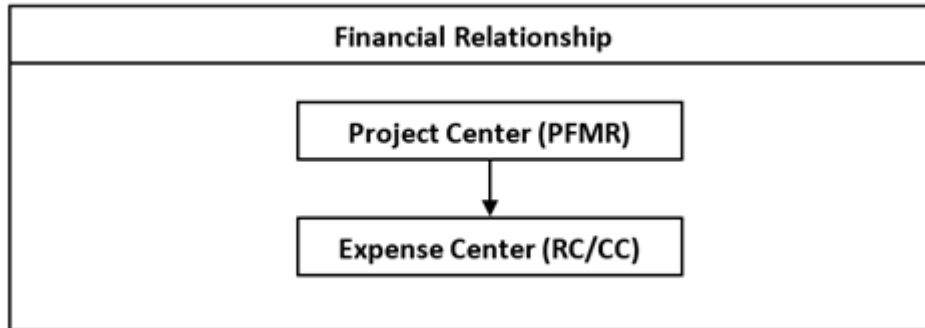 Financial Relationship
Project Center (PFMR)
Expense Center (RC/CC)